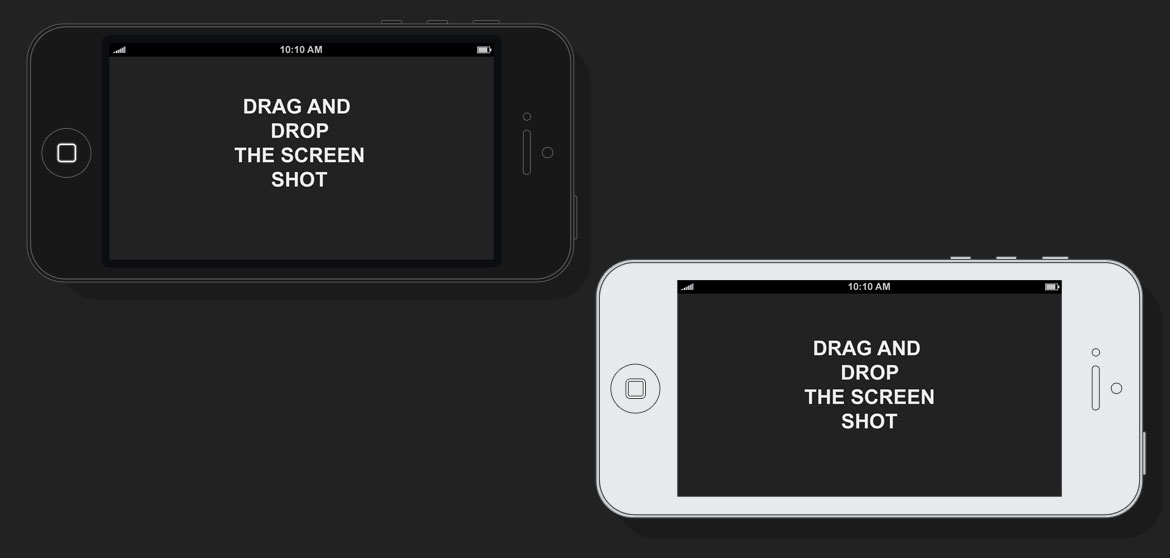 10:10 AM
DRAG AND
DROP
THE SCREEN
SHOT
10:10 AM
DRAG AND
DROP
THE SCREEN
SHOT